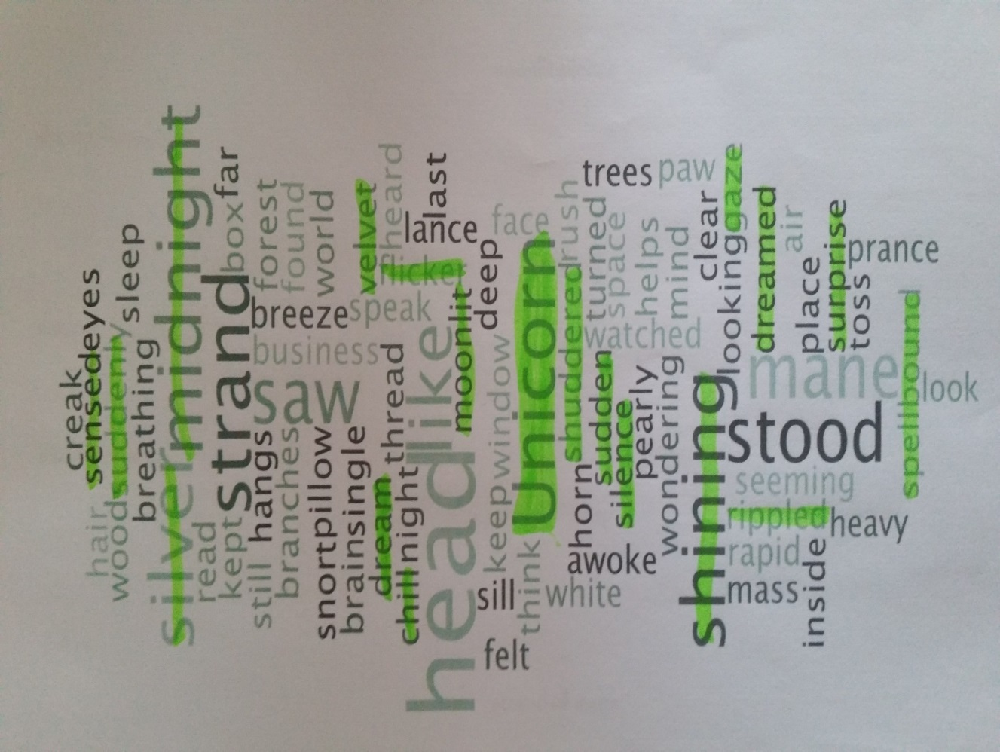 creak
sensed eyes
hair
wood suddenly sleep
breathing
silver midnight
read
strand
kept
box far
still hangs
forest
branches
found
breeze
business
saw
world
snort pillow
brain single
velvet
speak
dream
flicker
heard
chill night thread
lance
last
head like
moonlit
deep
face
sill
felt
keep window
think
Unicorn
white
shuddered rush
horn
awoke
trees
paw
sudden
turned
watched
silence
space
pearly
helps
wondering
mind
shining
clear
looking gaze
stood
mane
seeming
rippled
rapid
mass
dreamed
air
inside
place
surprise
heavy
toss
prance
spellbound
look